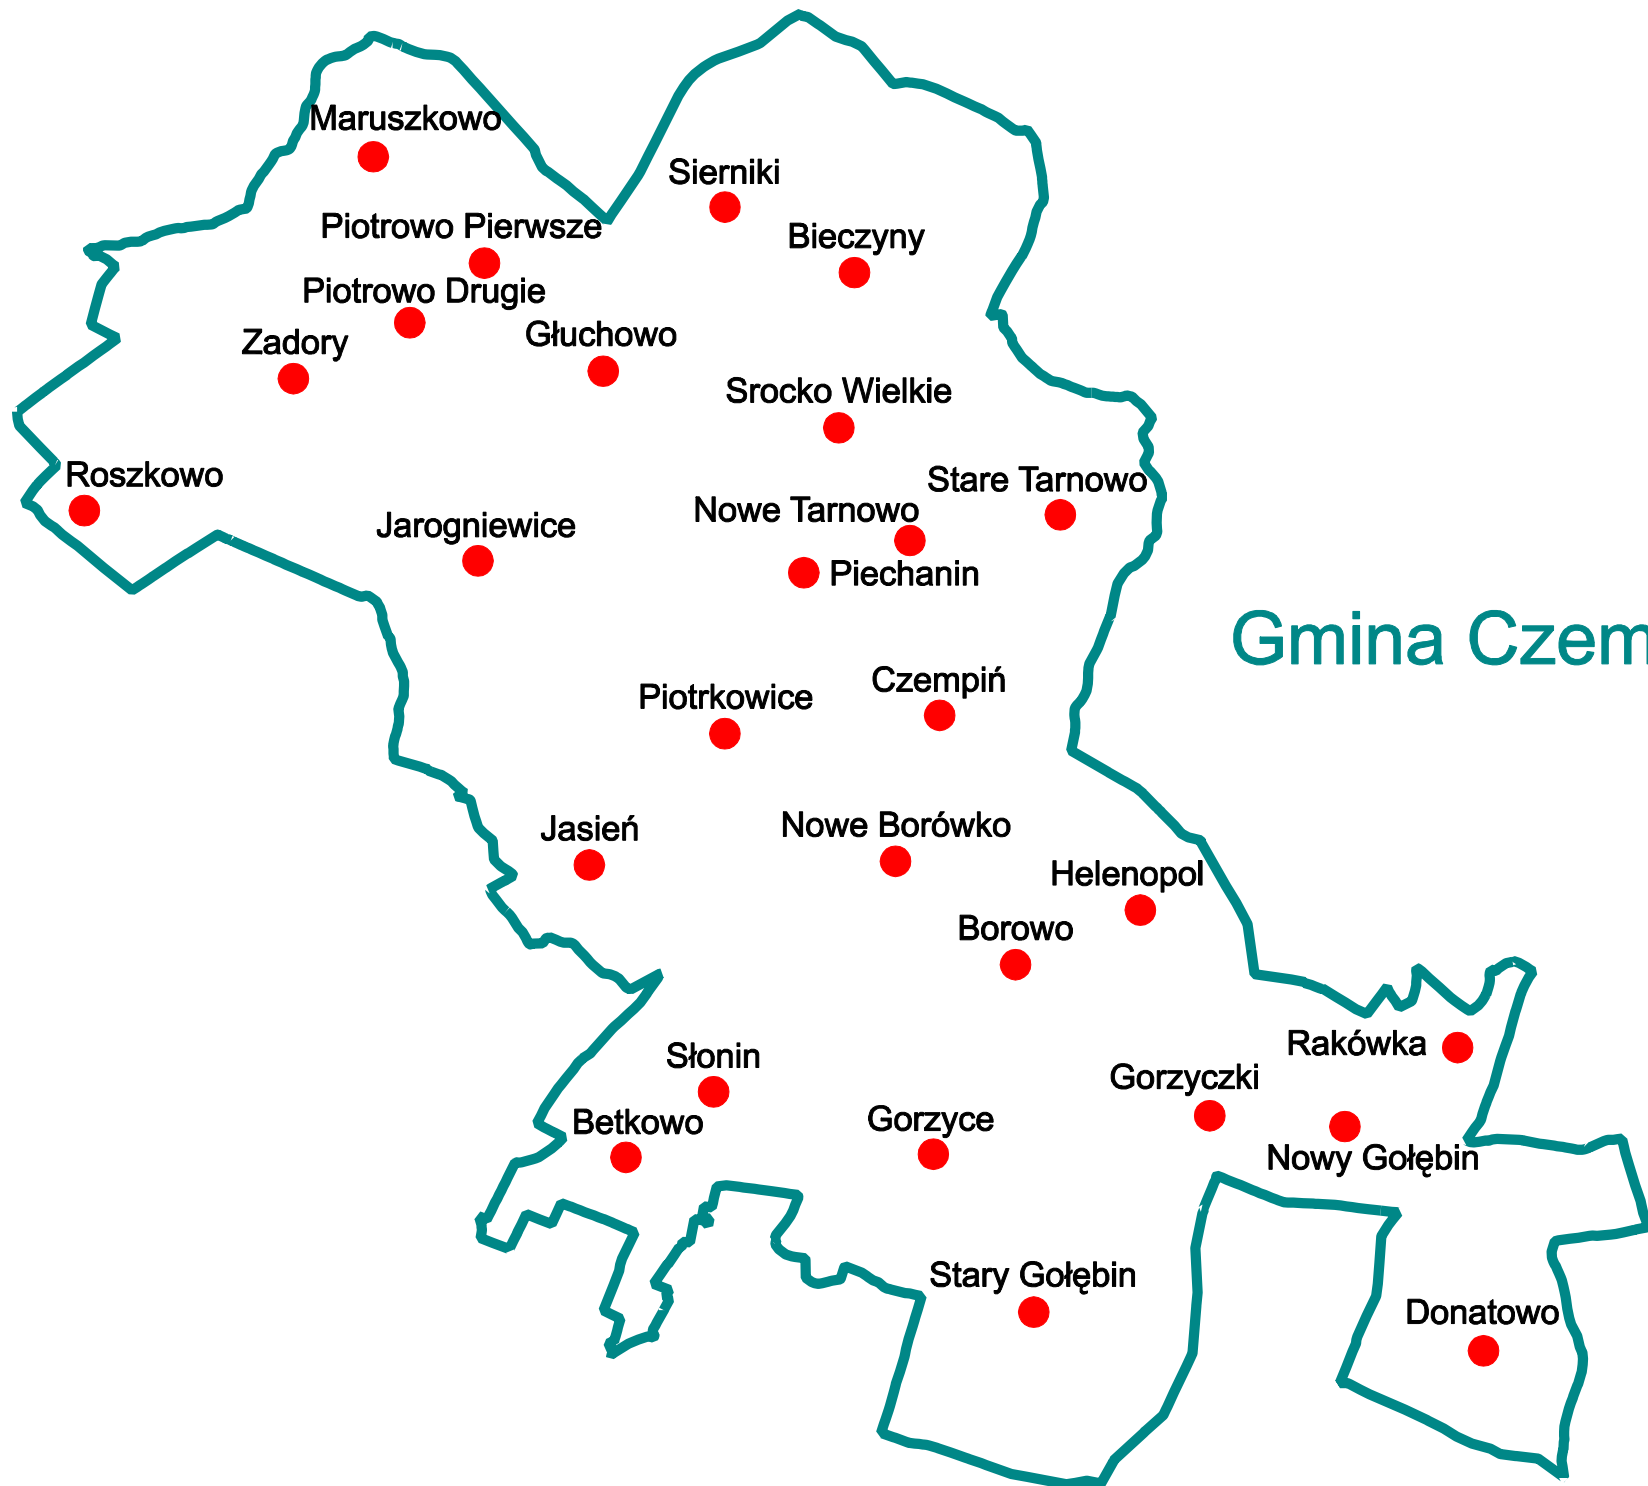 Maruszkowo
Sierniki
Piotrowo Pierwsze
Bieczyny
Piotrowo Drugie
Głuchowo
Zadory
Srocko Wielkie
Roszkowo
Stare Tarnowo
Nowe Tarnowo
Jarogniewice
Piechanin
Gmina Czem
Czempiń
Piotrkowice
Nowe Borówko
Jasień
Helenopol
Borowo
Rakówka
Słonin
Gorzyczki
Gorzyce
Betkowo
Nowy Gołębin
Stary Gołębin
Donatowo